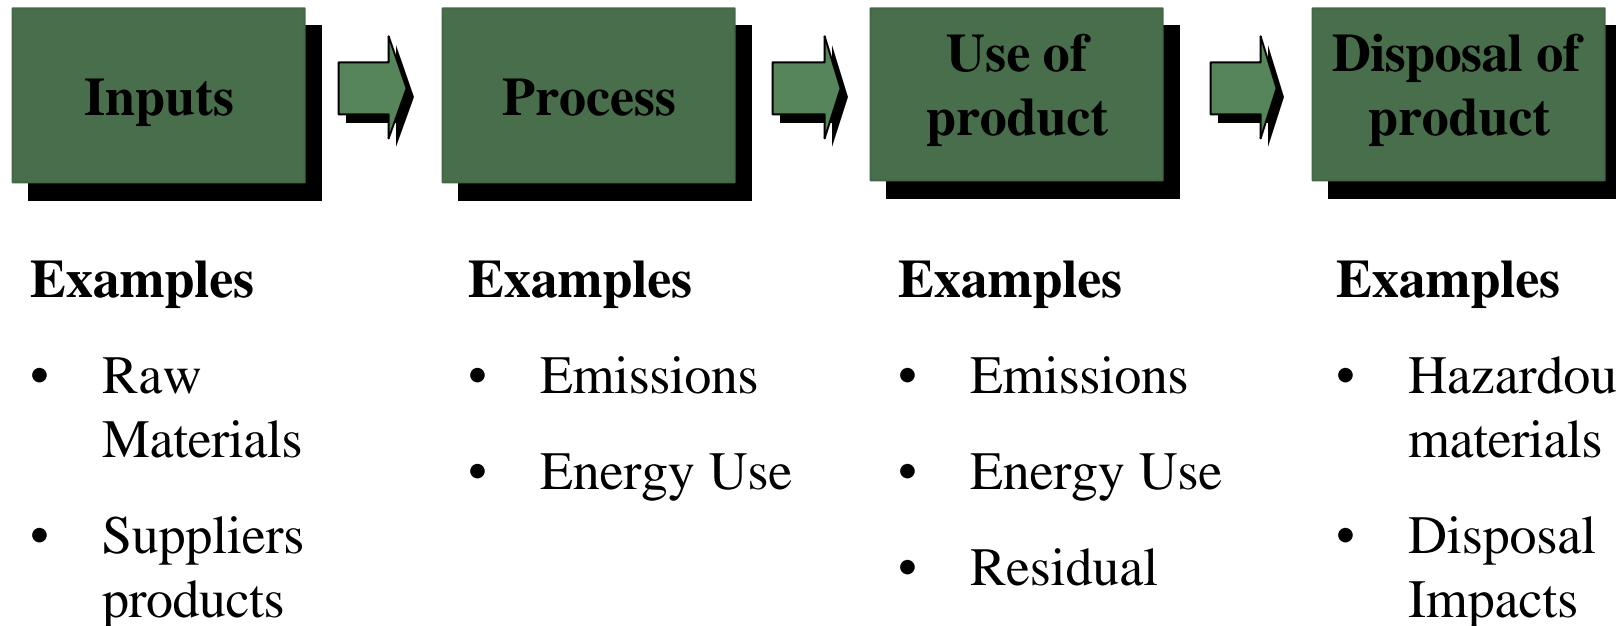 Inputs
Process
Use of
product
Disposal of
product
Examples
• Raw
Materials
• Suppliers
products
Examples
• Emissions
• Energy Use
Examples
• Emissions
• Energy Use
• Residual
Examples
• Hazardou
materials
• Disposal
Impacts